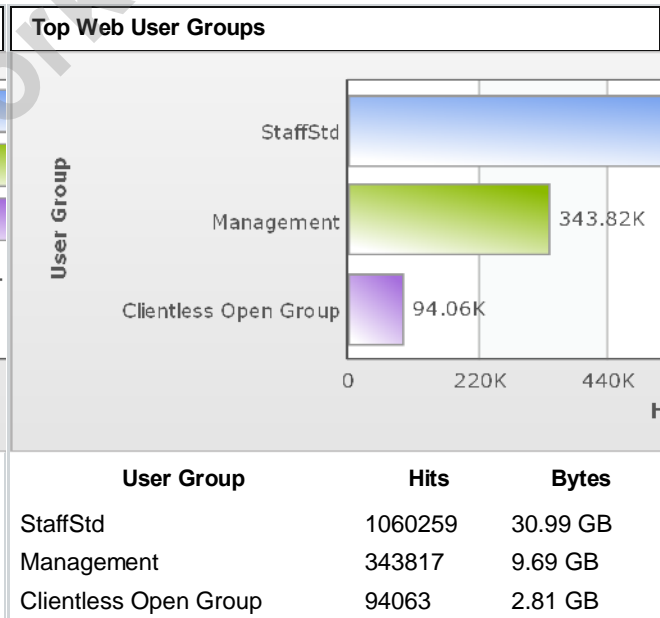 Top Web User Groups
User Group
StaffStd
Management
343.82K
Clientless Open Group
94.06K
0 220K 440K
User Group Hits Bytes
StaffStd 1060259 30.99 GB
Management 343817 9.69 GB
Clientless Open Group 94063 2.81 GB